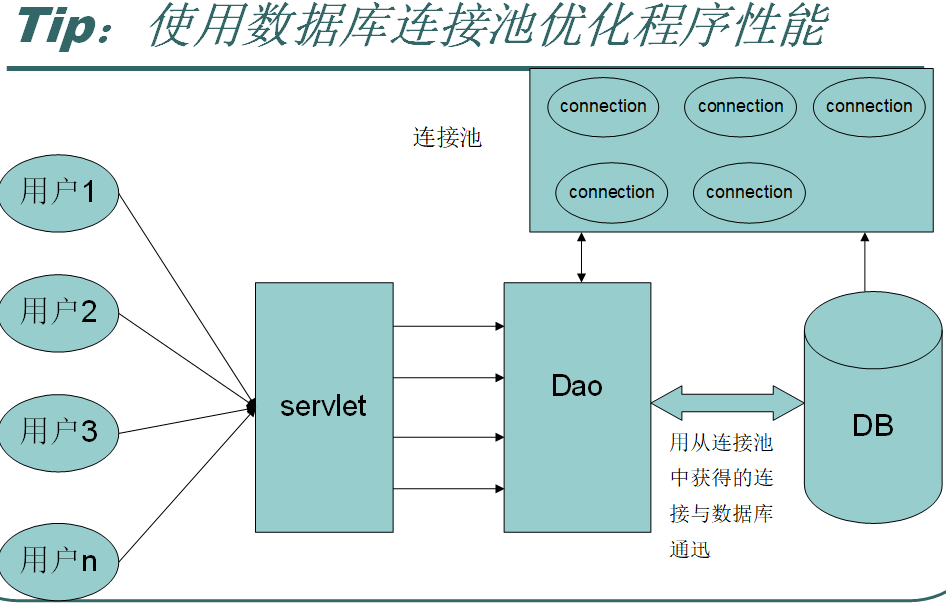 Tip：使用数据库连接池优化程序性能
connection
connection
connection
连接池
connection
connection
用户1
用户2
用户3
用户n
servlet
Dao
DB
用从连接池
中获得的连
接与数据库
通迅